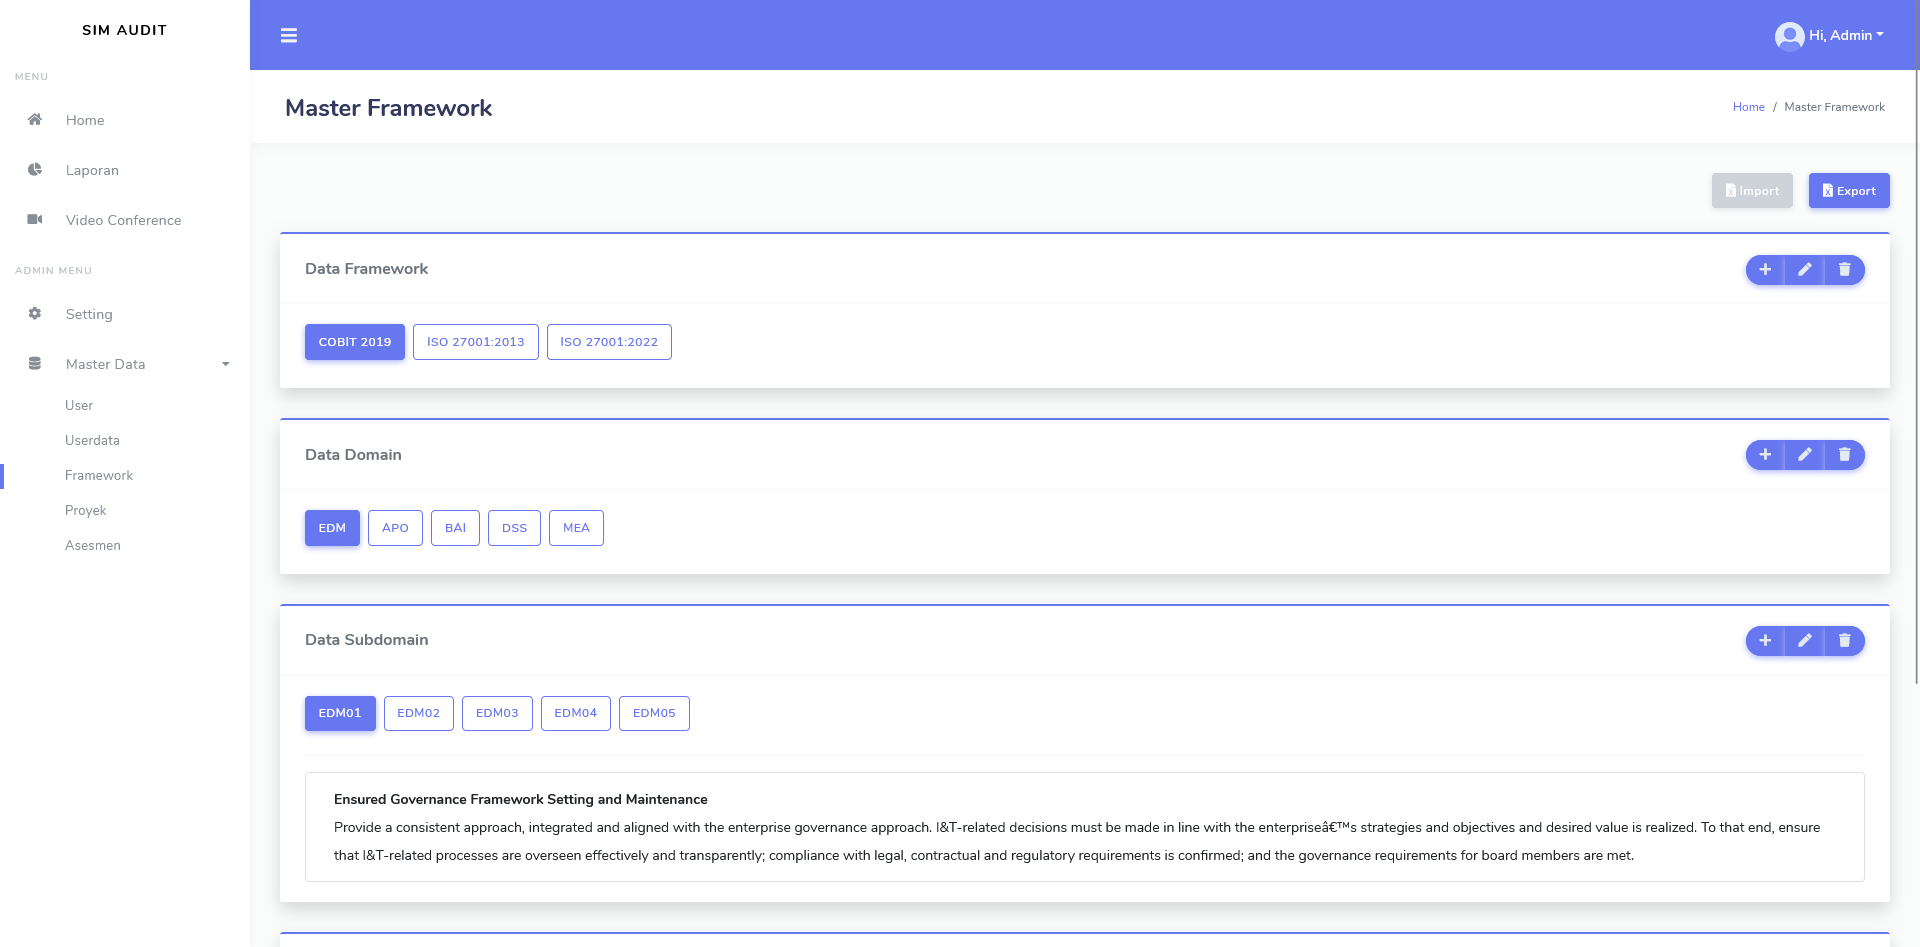 SIM AUDIT
MENU
Home
Laporan
Video Conference
ADMIN MENU
Setting
Master Data
User
Userdata
Framework
Proyek
Asesmen
Hi, Admin
Master Framework
Home / Master Framework
Import
Export
Data Framework
COBIT 2019
ISO 27001:2013
ISO 27001:2022
Data Domain
EDM
APO
BAI
DSS
MEA
Data Subdomain
EDM01
EDM02
EDM03
EDM04
EDM05
Ensured Governance Framework Setting and Maintenance
Provide a consistent approach, integrated and aligned with the enterprise governance approach. I&T-related decisions must be made in line with the enterpriseâ€™s strategies and objectives and desired value is realized. To that end, ensure
that I&T-related processes are overseen effectively and transparently; compliance with legal, contractual and regulatory requirements is confirmed; and the governance requirements for board members are met.